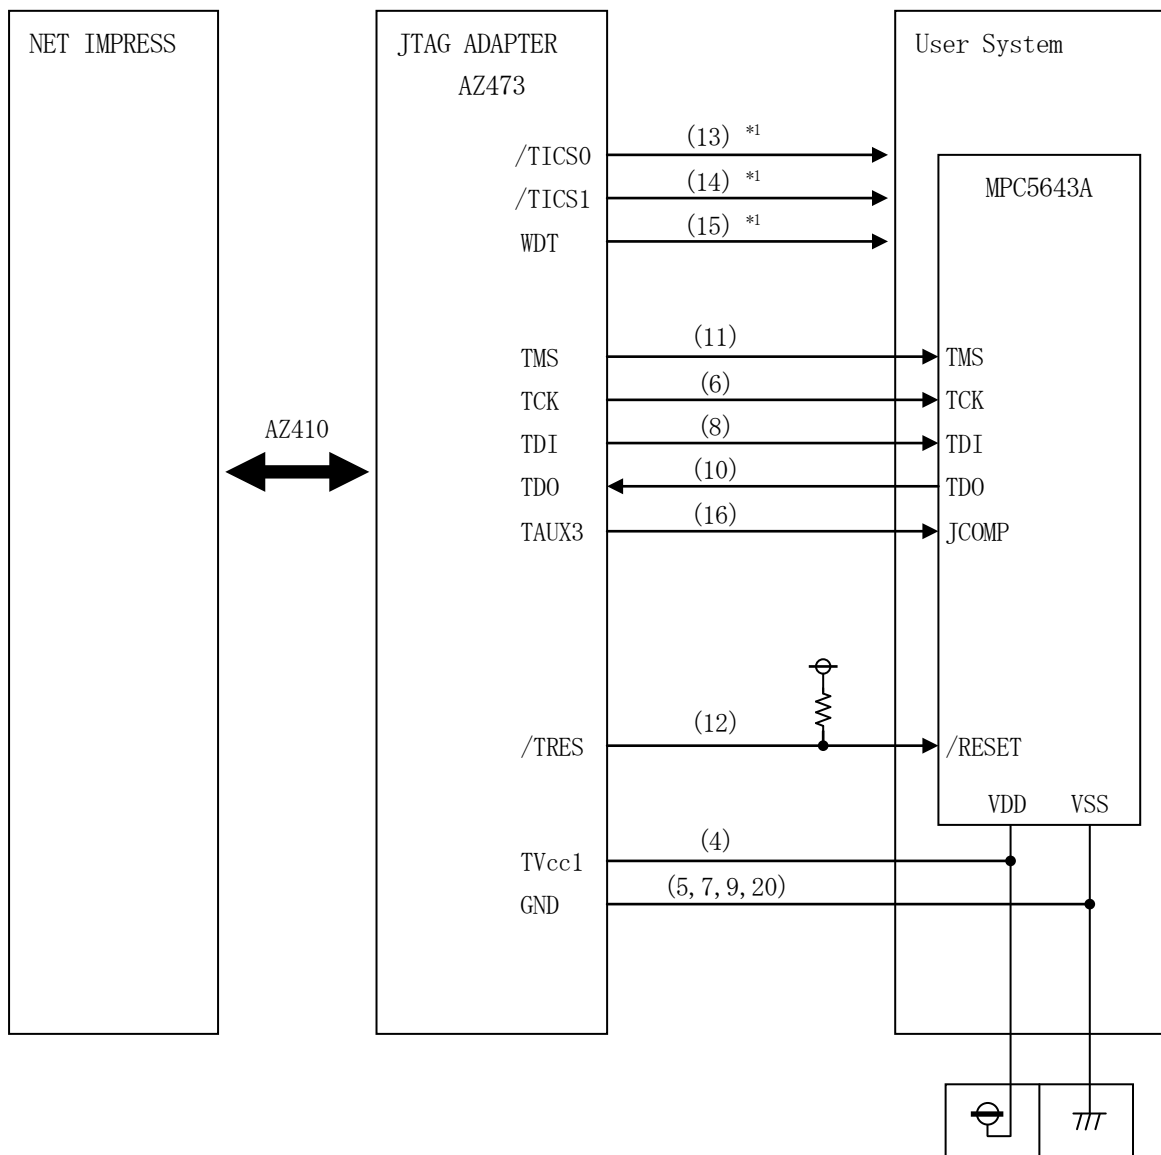 NET IMPRESS
JTAG ADAPTER
AZ473
User System
/TICS0
(13) *1
/TICS1
(14) *1
WDT
(15) *1
MPC5643A
TMS
(11)
TMS
TCK
(6)
TCK
AZ410
TDI
(8)
TDI
TDO
(10)
TDO
TAUX3
(16)
JCOMP
/TRES
(12)
/RESET
VDD
VSS
TVcc1
(4)
GND
(5, 7, 9, 20)